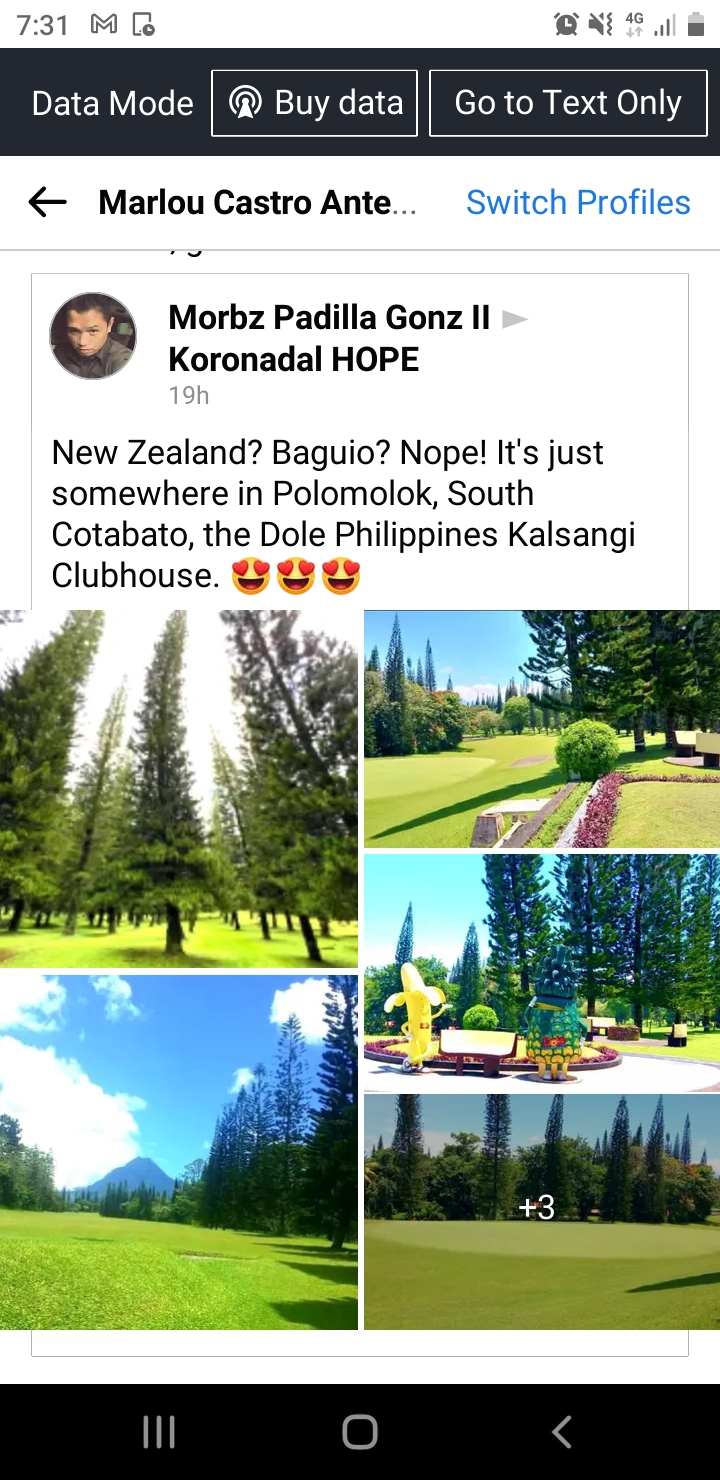 7:31
4G
Data Mode
Buy data
Go to Text Only
Marlou Castro Ante...
Switch Profiles
Morbz Padilla Gonz II
Koronadal HOPE
19h
New Zealand? Baguio? Nope! It's just
somewhere in Polomolok, South
Cotabato, the Dole Philippines Kalsangi
Clubhouse. 😍😍😍
+3